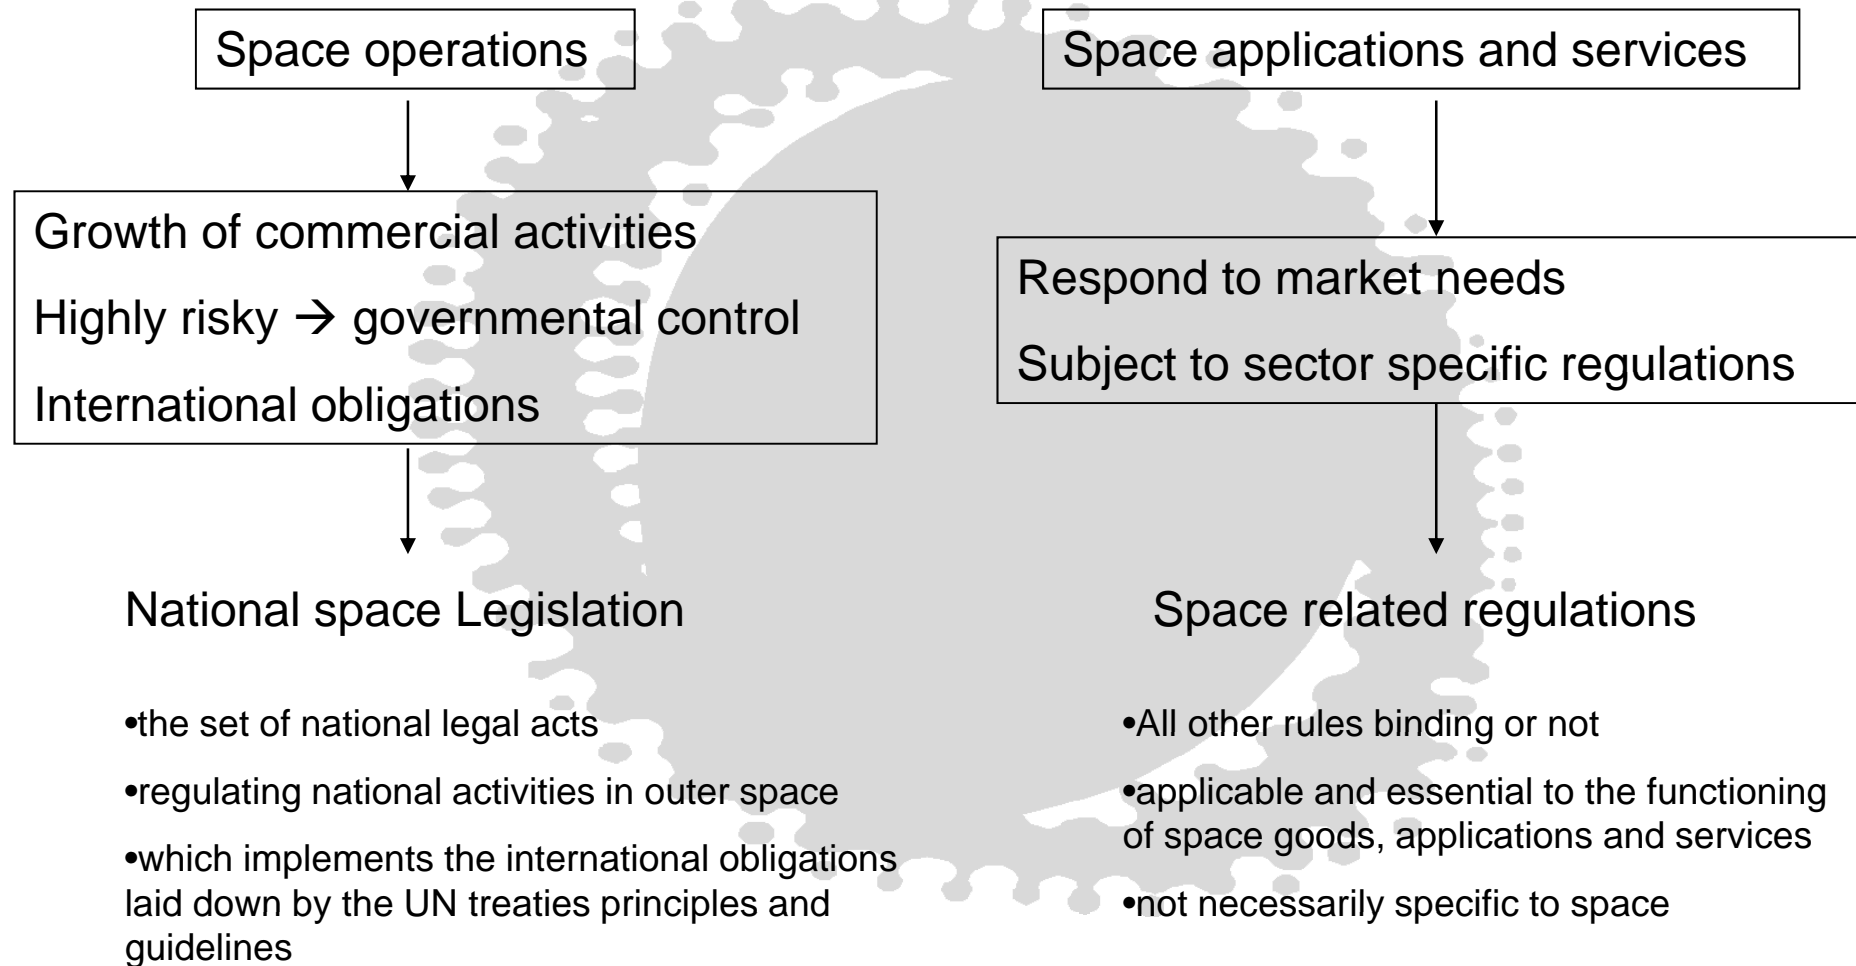 Space operations
Growth of commercial activities
Highly risky → governmental control
International obligations
National space Legislation
•the set of national legal acts
•regulating national activities in outer space
•which implements the international obligations
laid down by the UN treaties principles and
guidelines
Space applications and services
Respond to market needs
Subject to sector specific regulations
Space related regulations
•All other rules binding or not
•applicable and essential to the functioning
of space goods, applications and services
•not necessarily specific to space